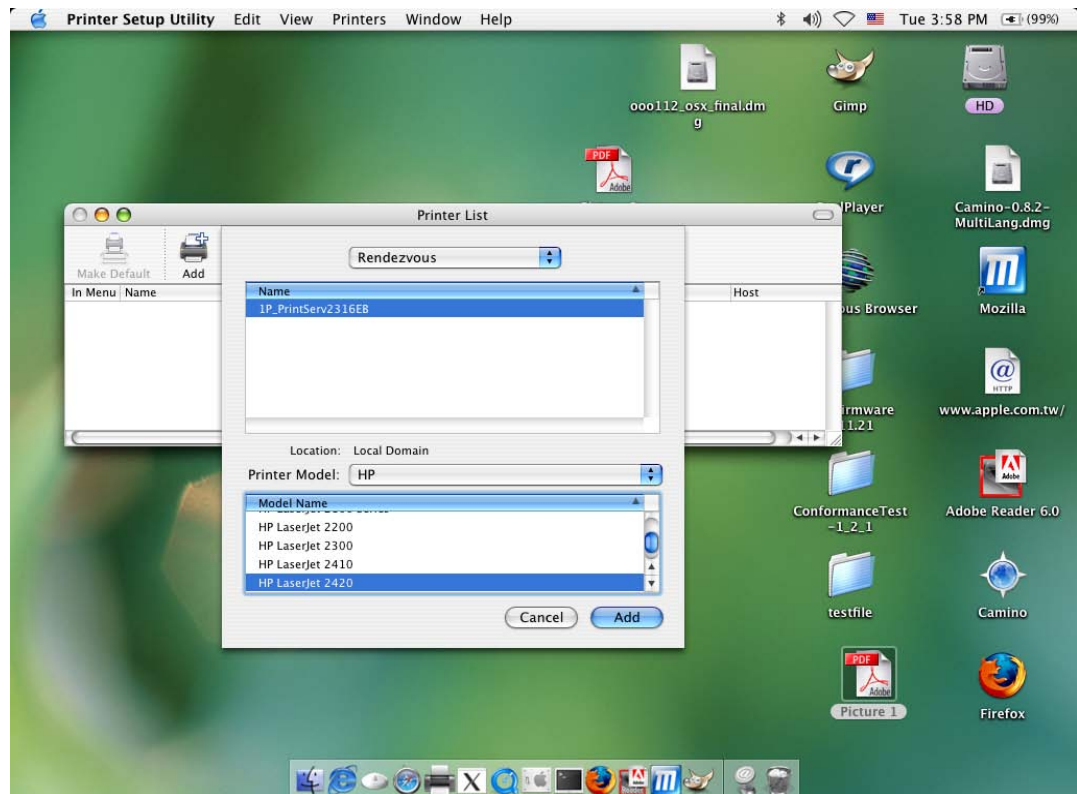 Printer Setup Utility Edit View Printers Window Help
Tue 3:58 PM (99%)
ooo112_osx_final.dm
g
Gimp
HD
PDF
Adobe
Player
Camino-0.8.2-
MultiLang.dmg
Printer List
Make Default
Add
Rendezvous
In Menu Name
Host
Name
1P_PrintServ2316EB
Browser
Mozilla
HTTP
www.apple.com.tw/
11.21
Location: Local Domain
Printer Model: HP
Model Name
HP LaserJet 2200
HP LaserJet 2300
HP LaserJet 2410
HP LaserJet 2420
Cancel
Add
ConformanceTest
-1_2_1
Adobe
Adobe Reader 6.0
testfile
Camino
PDF
Adobe
Picture 1
Firefox